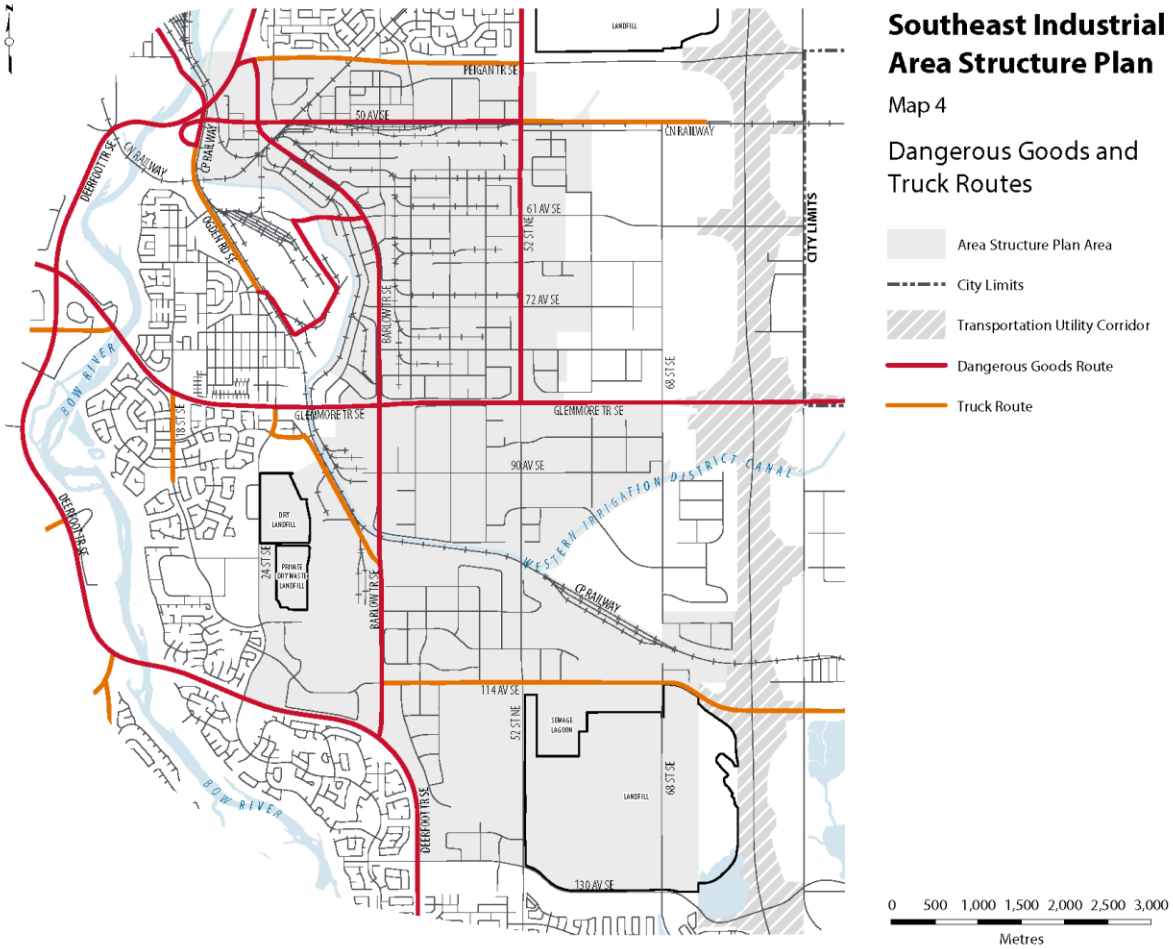 N
LANDFILL
PEIGAN TR SE
50 AV SE
CN RAILWAY
CP RAILWAY
CN RAILWAY
DEERFOOT TR SE
OGDEN RD SE
61 AV SE
52 ST NE
72 AV SE
BARLOW TR SE
CITY LIMITS
68 ST SE
BOW RIVER
18 ST SE
GLENMORE TR SE
GLENMORE TR SE
90 AV SE
WESTERN IRRIGATION DISTRICT CANAL
DEERFOOT TR SE
DRY
LANDFILL
24 ST SE
PRIVATE
DRY WASTE
LANDFILL
BARLOW TR SE
CP RAILWAY
114 AV SE
52 ST NE
SEWAGE
LAGOON
68 ST SE
LANDFILL
BOW RIVER
DEERFOOT TR SE
130 AV SE
Southeast Industrial
Area Structure Plan
Map 4
Dangerous Goods and
Truck Routes
Area Structure Plan Area
City Limits
Transportation Utility Corridor
Dangerous Goods Route
Truck Route
0 500 1,000 1,500 2,000 2,500 3,000
Metres